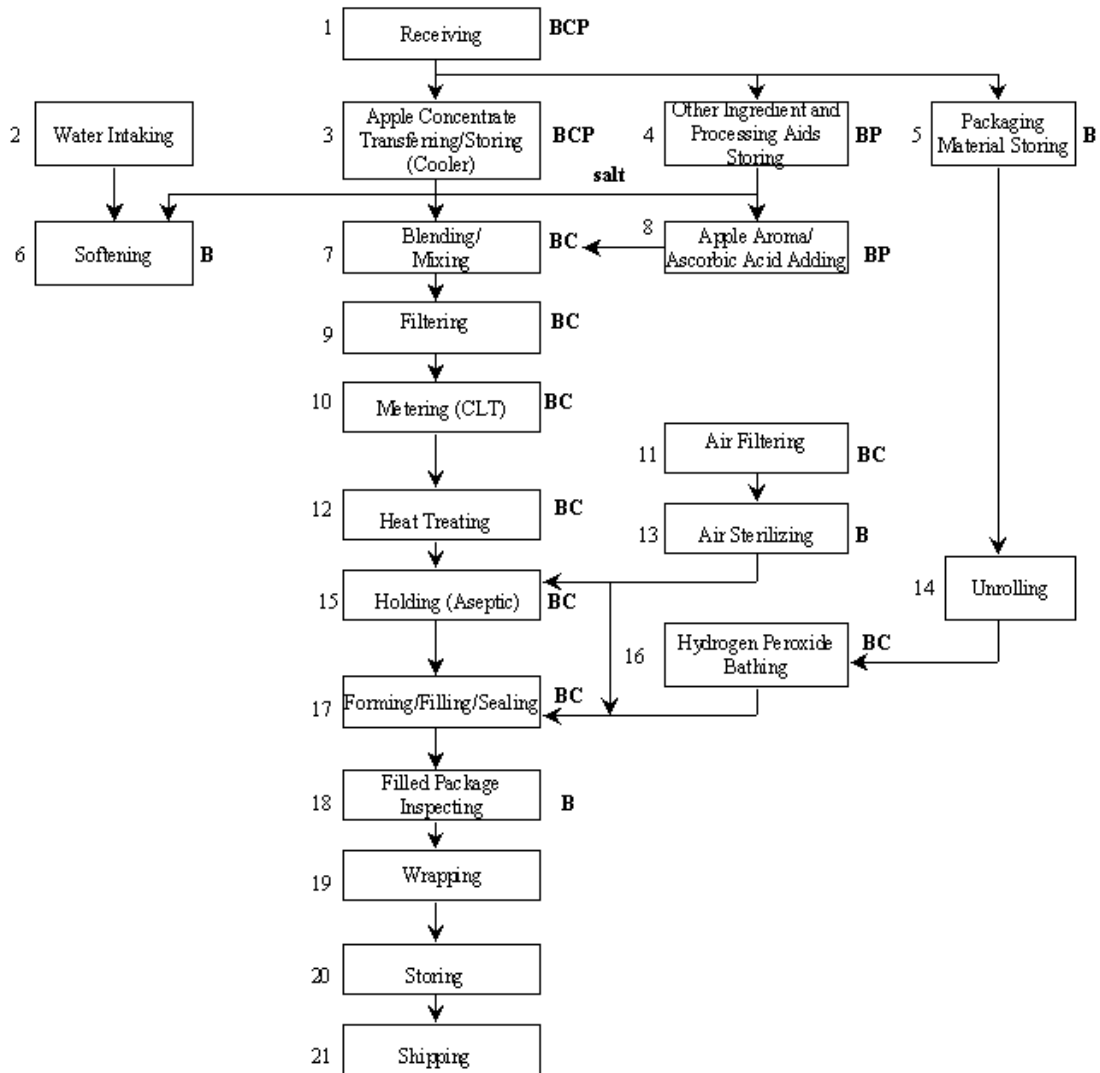 1
Receiving
BCP
2
Water Intaking
3
Apple Concentrate
Transferring/Storing
(Cooler)
BCP
4
Other Ingredient and
Processing Aids
Storing
BP
5
Packaging
Material Storing
B
salt
6
Softening
B
7
Blending/
Mixing
BC
8
Apple Aroma/
Ascorbic Acid Adding
BP
9
Filtering
BC
10
Metering (CLT)
BC
11
Air Filtering
BC
12
Heat Treating
BC
13
Air Sterilizing
B
14
Unrolling
15
Holding (Aseptic)
BC
16
Hydrogen Peroxide
Bathing
BC
17
Forming/Filling/Sealing
BC
18
Filled Package
Inspecting
B
19
Wrapping
20
Storing
21
Shipping